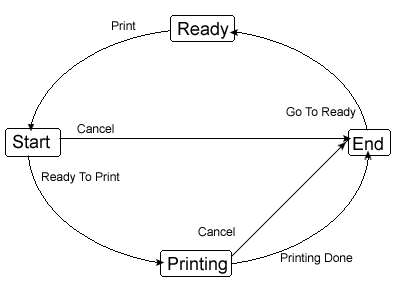 Print
Ready
Go To Ready
Cancel
Start
End
Ready To Print
Cancel
Printing
Printing Done